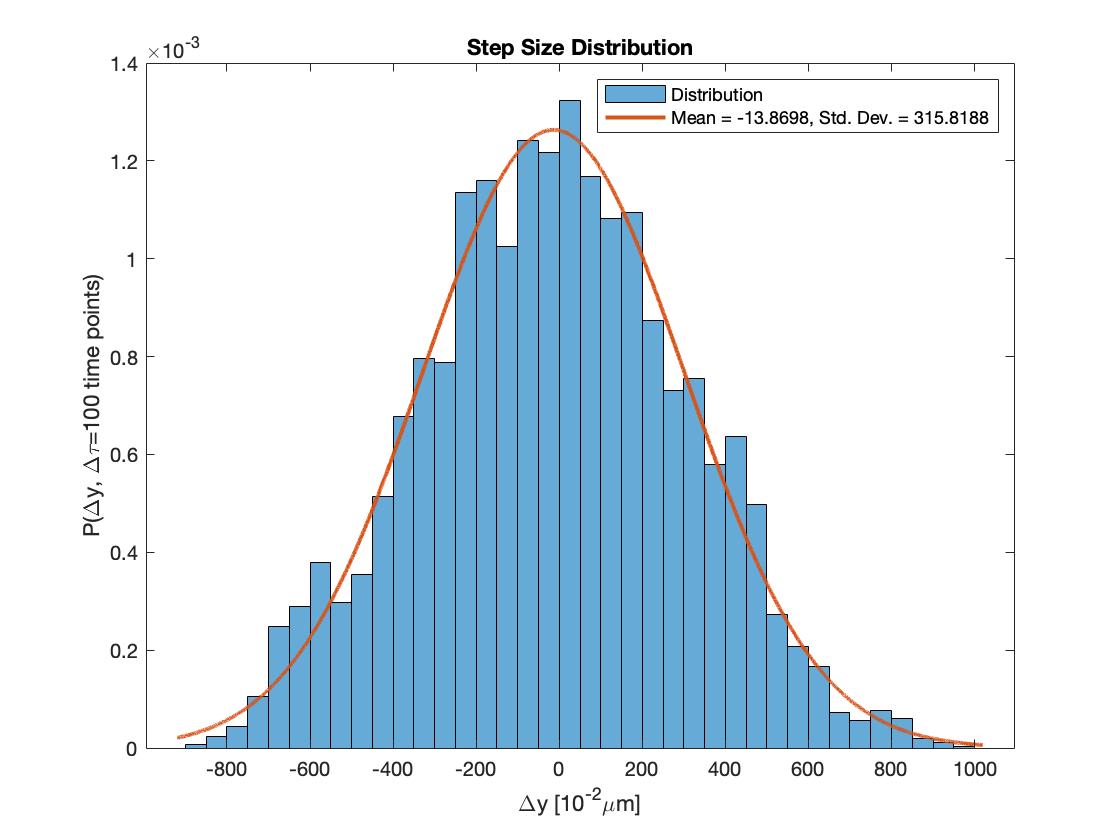 Step Size Distribution
×10⁻³
Distribution
Mean = -13.8698, Std. Dev. = 315.8188
1.4
1.2
1
0.8
0.6
0.4
0.2
0
P(Δy, Δτ=100 time points)
-800 -600 -400 -200 0 200 400 600 800 1000
Δy [10⁻²μm]